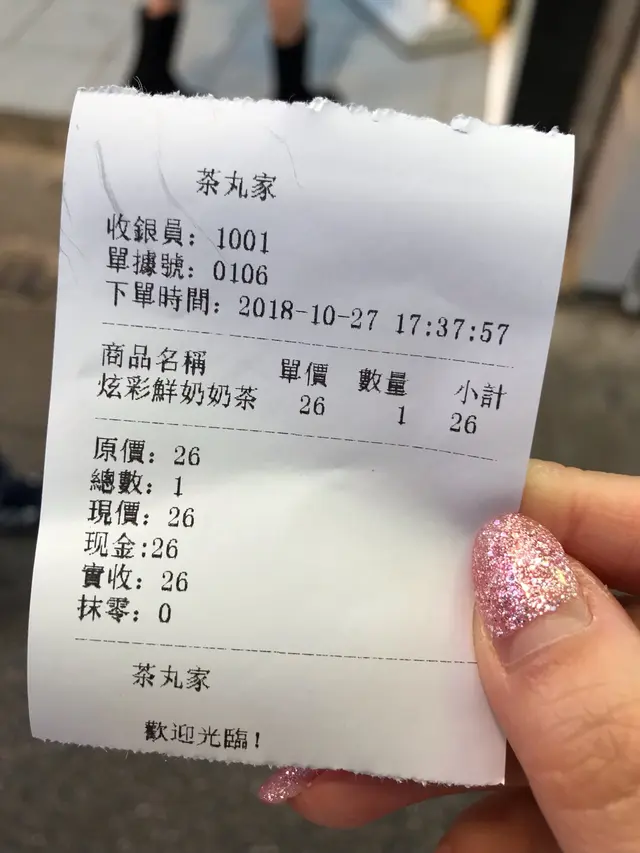 茶丸家
收銀員: 1001
單據號: 0106
下單時間: 2018-10-27 17:37:57
商品名稱 單價 數量 小計
炫彩鮮奶奶茶 26 1 26
原價: 26
總數: 1
現價: 26
现金:26
實收: 26
抹零: 0
茶丸家
歡迎光臨!